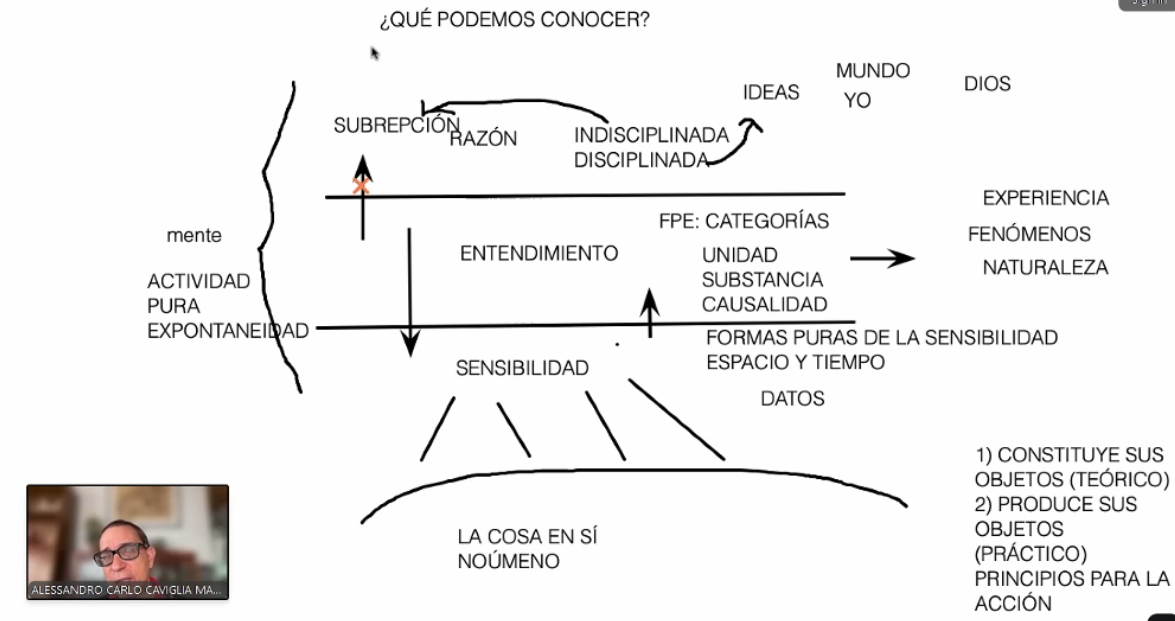 ¿QUÉ PODEMOS CONOCER?
MUNDO
DIOS
IDEAS
YO
SUBREPCIÓN
RAZÓN
INDISCIPLINADA
DISCIPLINADA
EXPERIENCIA
FPE: CATEGORÍAS
mente
FENÓMENOS
ENTENDIMIENTO
UNIDAD
NATURALEZA
SUBSTANCIA
ACTIVIDAD
PURA
CAUSALIDAD
EXPONTANEIDAD
FORMAS PURAS DE LA SENSIBILIDAD
ESPACIO Y TIEMPO
SENSIBILIDAD
DATOS
1) CONSTITUYE SUS
OBJETOS (TEÓRICO)
2) PRODUCE SUS
OBJETOS
(PRÁCTICO)
PRINCIPIOS PARA LA
ACCIÓN
LA COSA EN SÍ
NOÚMENO
ALESSANDRO CARLO CAVIGLIA MA...